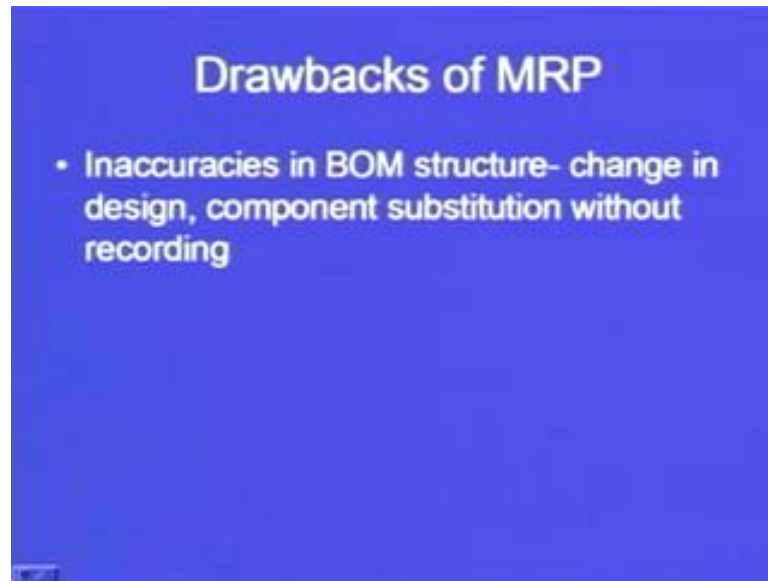 Drawbacks of MRP
• Inaccuracies in BOM structure- change in
design, component substitution without
recording